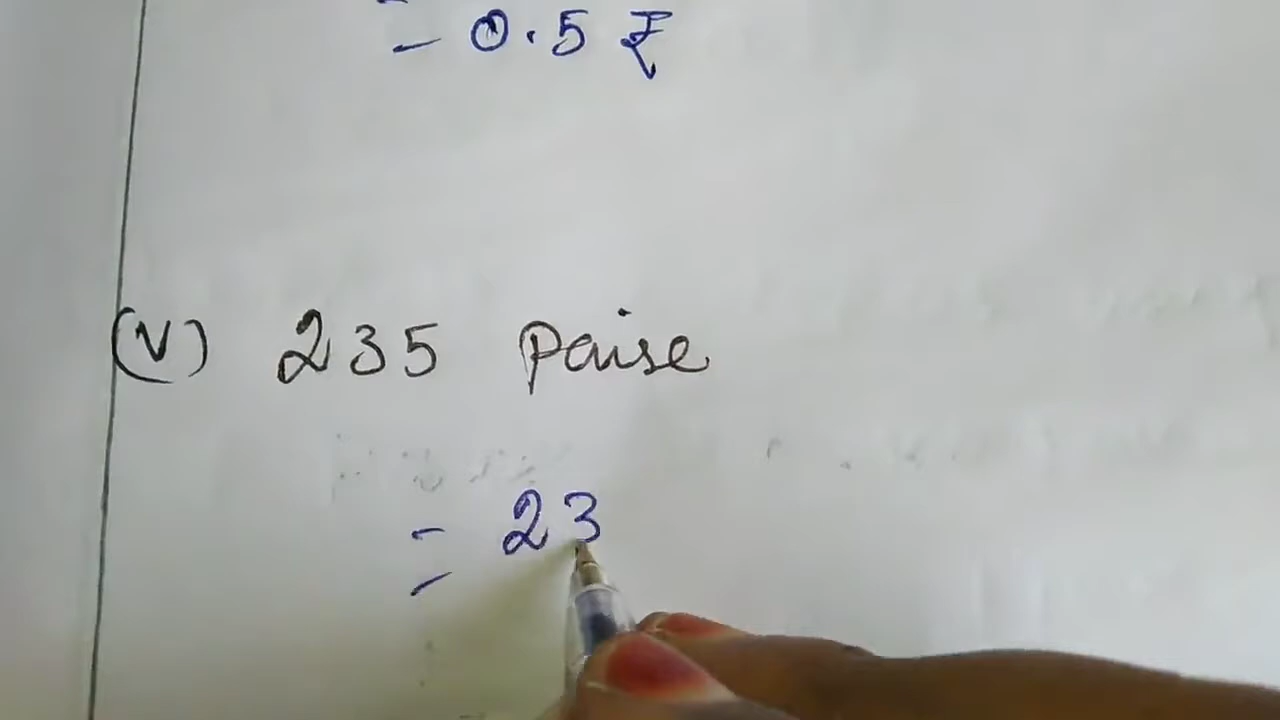 = 0.5 ₹
(V) 235 Paise
= 23